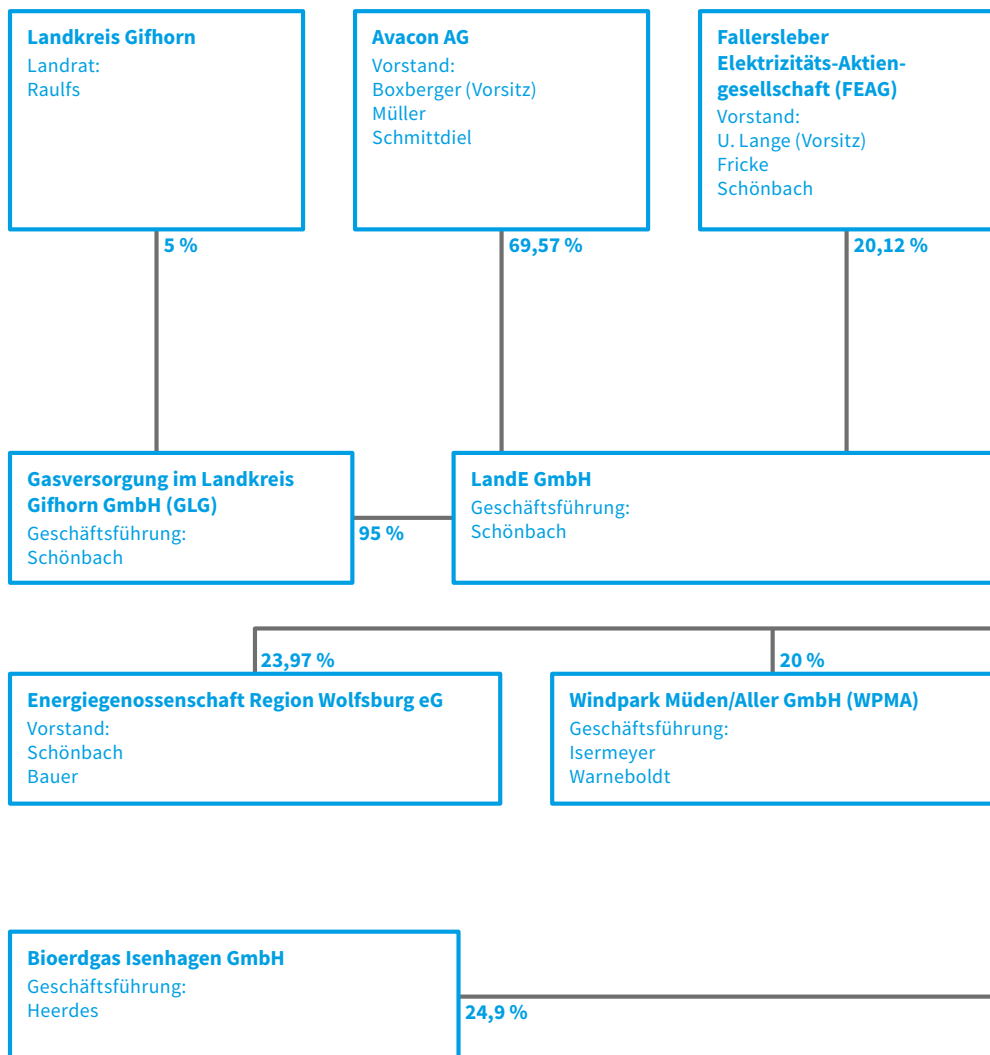 Landkreis Gifhorn
Landrat:
Raulfs
Avacon AG
Vorstand:
Boxberger (Vorsitz)
Müller
Schmittdiel
Fallersleber
Elektrizitäts-Aktien-
gesellschaft (FEAG)
Vorstand:
U. Lange (Vorsitz)
Fricke
Schönbach
5 %
69,57 %
20,12 %
Gasversorgung im Landkreis
Gifhorn GmbH (GLG)
Geschäftsführung:
Schönbach
95 %
LandE GmbH
Geschäftsführung:
Schönbach
23,97 %
20 %
Energiegenossenschaft Region Wolfsburg eG
Vorstand:
Schönbach
Bauer
Windpark Müden/Aller GmbH (WPMA)
Geschäftsführung:
Isermeyer
Warneboldt
Bioerdgas Isenhagen GmbH
Geschäftsführung:
Heerdes
24,9 %